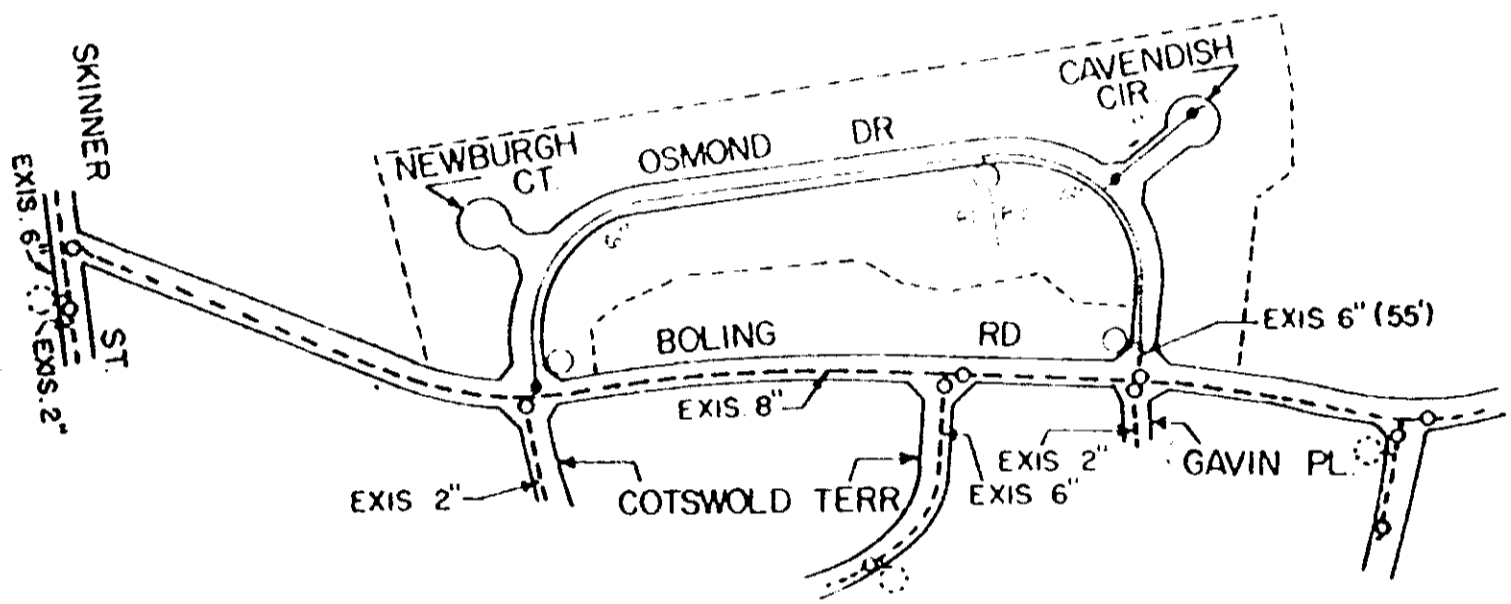 SKINNER
ST.
EXIS. 6"
EXIS. 2"
NEWBURGH
CT.
OSMOND DR
CAVENDISH
CIR.
6"
BOLING RD
EXIS 6" (55')
EXIS. 8"
EXIS 2"
COTSWOLD TERR
EXIS 6"
EXIS 2"
GAVIN PL.